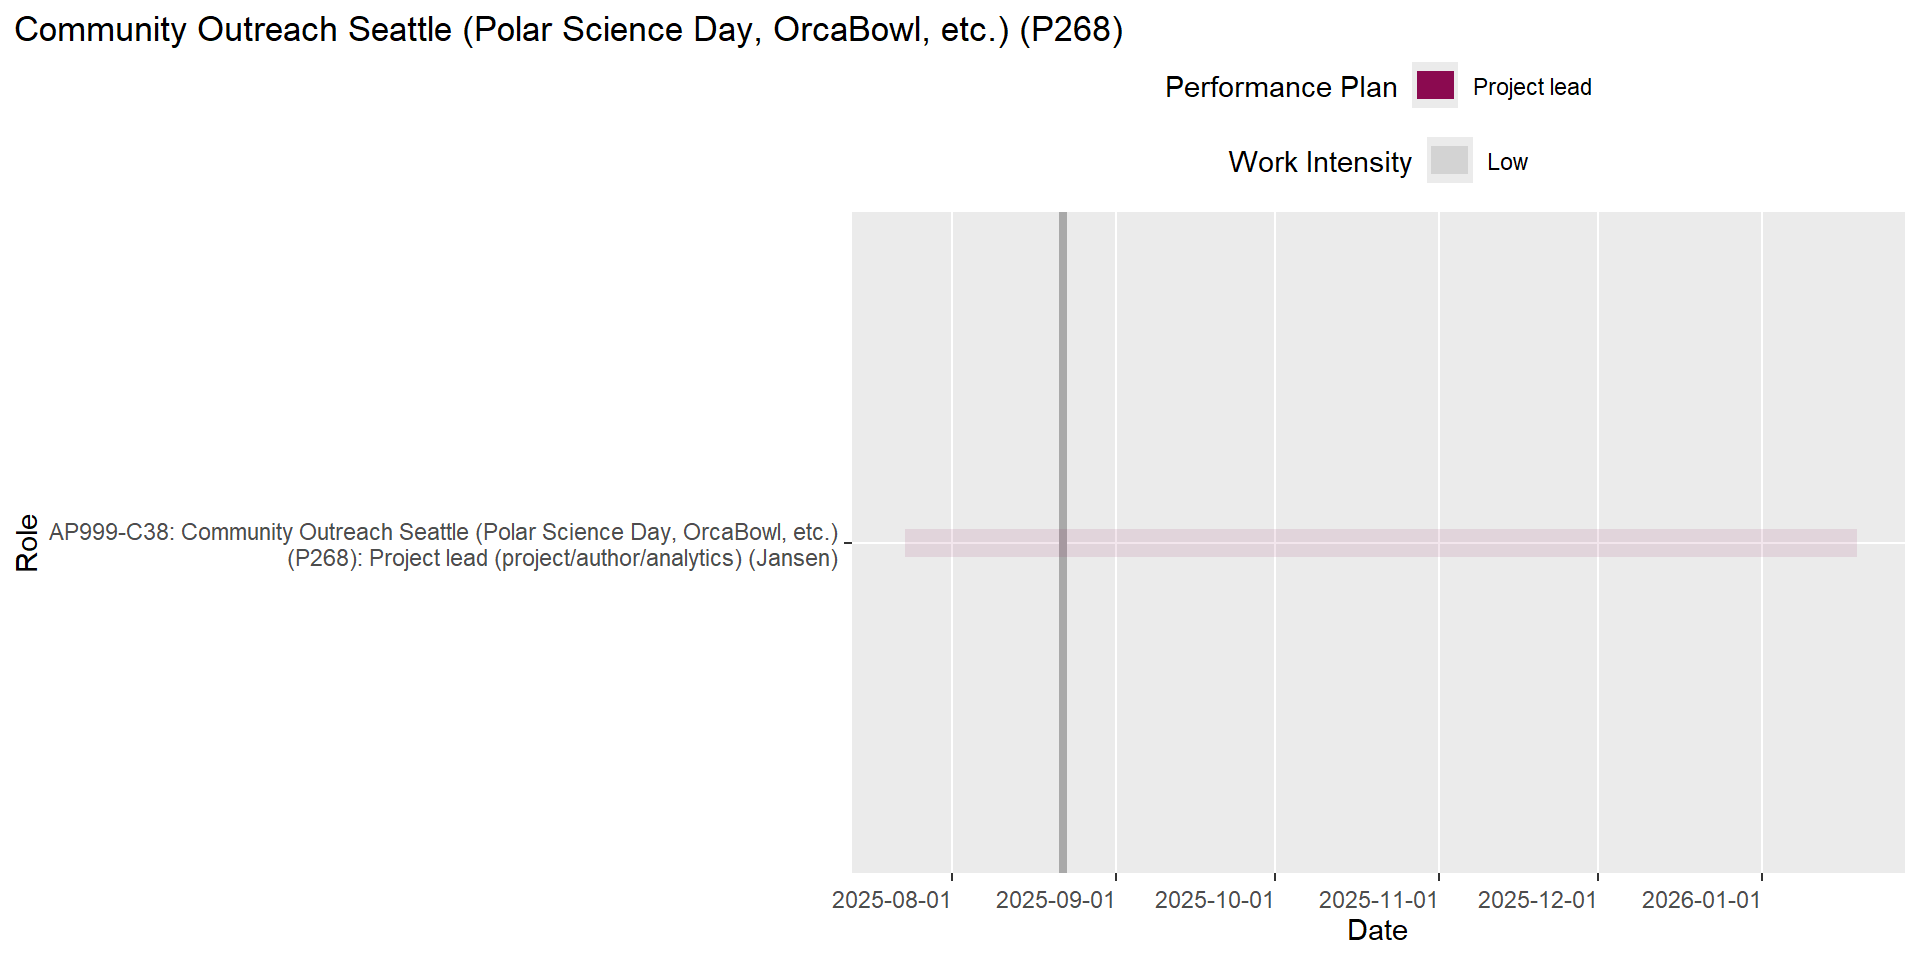 Community Outreach Seattle (Polar Science Day, OrcaBowl, etc.) (P268)
Performance Plan
Project lead
Work Intensity
Low
Role
AP999-C38: Community Outreach Seattle (Polar Science Day, OrcaBowl, etc.)
(P268): Project lead (project/author/analytics) (Jansen)
2025-08-01
2025-09-01
2025-10-01
2025-11-01
2025-12-01
2026-01-01
Date